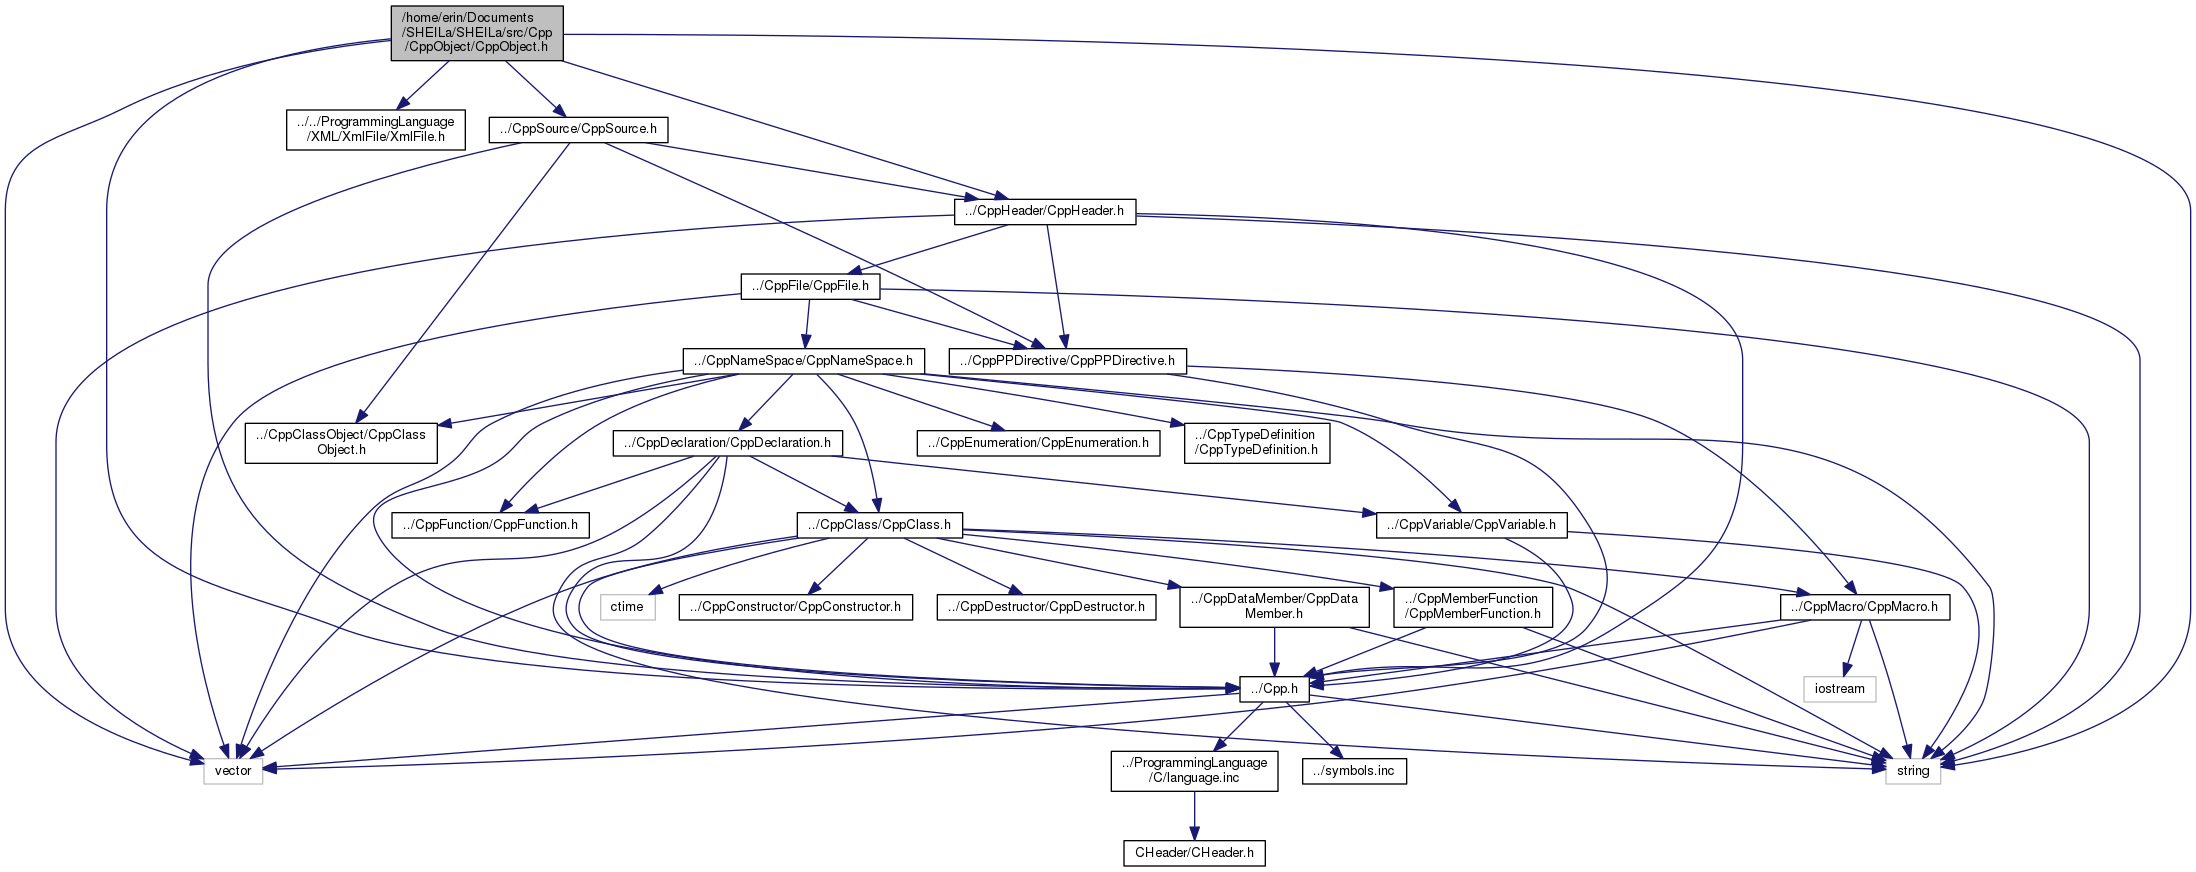 /home/erin/Documents
/SHEILa/SHEILa/src/Cpp
/CppObject/CppObject.h
../../ProgrammingLanguage
/XML/XmlFile/XmlFile.h
../CppSource/CppSource.h
../CppHeader/CppHeader.h
../CppFile/CppFile.h
../CppNameSpace/CppNameSpace.h
../CppPPDirective/CppPPDirective.h
../CppClassObject/CppClass
Object.h
../CppDeclaration/CppDeclaration.h
../CppEnumeration/CppEnumeration.h
../CppTypeDefinition
/CppTypeDefinition.h
../CppFunction/CppFunction.h
../CppClass/CppClass.h
../CppVariable/CppVariable.h
ctime
../CppConstructor/CppConstructor.h
../CppDestructor/CppDestructor.h
../CppDataMember/CppData
Member.h
../CppMemberFunction
/CppMemberFunction.h
../CppMacro/CppMacro.h
../Cpp.h
iostream
vector
../ProgrammingLanguage
/C/language.inc
../symbols.inc
string
CHeader/CHeader.h